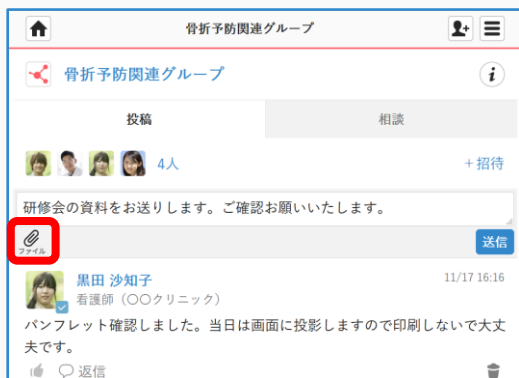 骨折予防関連グループ
骨折予防関連グループ
投稿
相談
4人
+招待
研修会の資料をお送りします。ご確認お願いいたします。
ファイル
送信
黒田 沙知子
11/17 16:16
看護師（〇〇クリニック）
パンフレット確認しました。当日は画面に投影しますので印刷しないで大丈
夫です。
返信